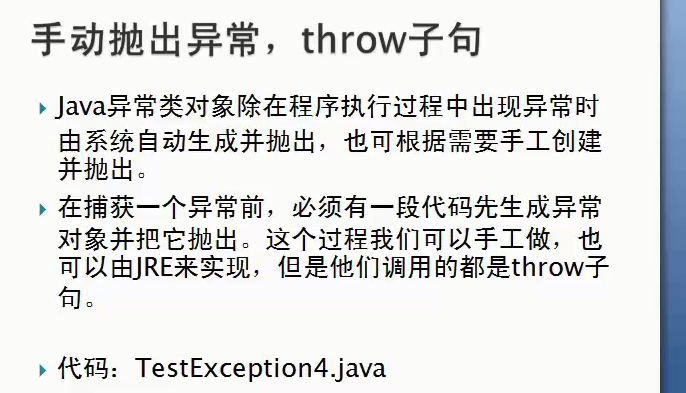 手动抛出异常，throw子句
Java异常类对象除在程序执行过程中出现异常时
由系统自动生成并抛出，也可根据需要手工创建
并抛出。
在捕获一个异常前，必须有一段代码先生成异常
对象并把它抛出。这个过程我们可以手工做，也
可以由JRE来实现，但是他们调用的都是throw子
句。
代码：TestException4.java